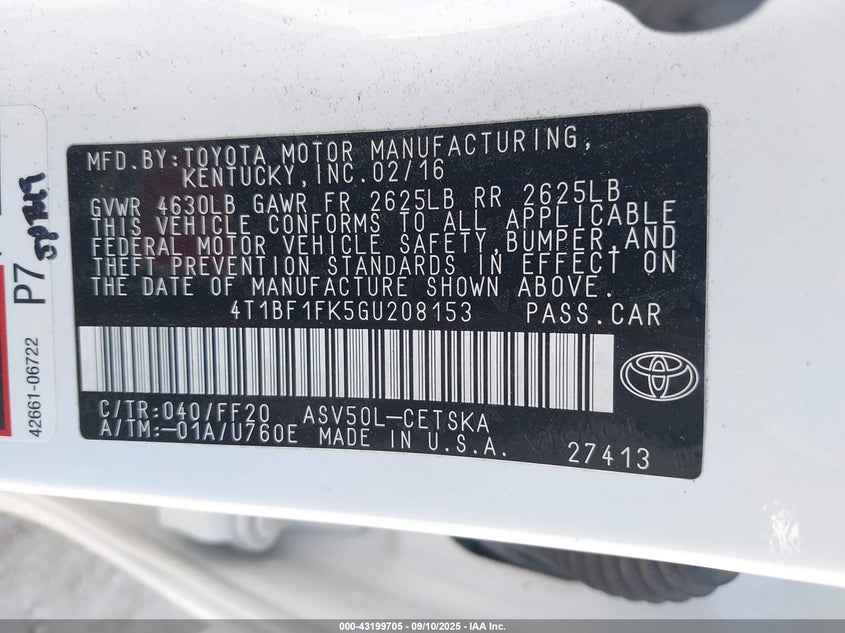 MFD.BY:TOYOTA MOTOR MANUFACTURING,
KENTUCKY,INC.02/16
GVWR 4630LB GAWR FR 2625LB RR 2625LB
THIS VEHICLE CONFORMS TO ALL APPLICABLE
FEDERAL MOTOR VEHICLE SAFETY,BUMPER,AND
THEFT PREVENTION STANDARDS IN EFFECT ON
THE DATE OF MANUFACTURE SHOWN ABOVE.
4T1BF1FK5GU208153 PASS.CAR
C/TR:040/FF20 ASV50L-CETSKA
A/TM:-01A/U760E MADE IN U.S.A.
27413
42661-06722
P7
000-43199705 - 09/10/2025 - IAA Inc.